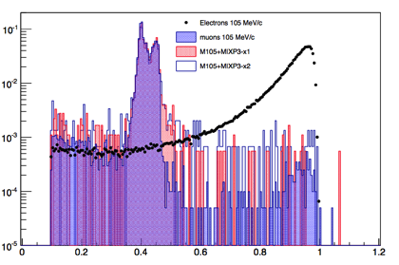 10⁻¹
10⁻²
10⁻³
10⁻⁴
10⁻⁵
Electrons 105 MeV/c
muons 105 MeV/c
M105+MIXP3-x1
M105+MIXP3-x2
0 0.2 0.4 0.6 0.8 1 1.2